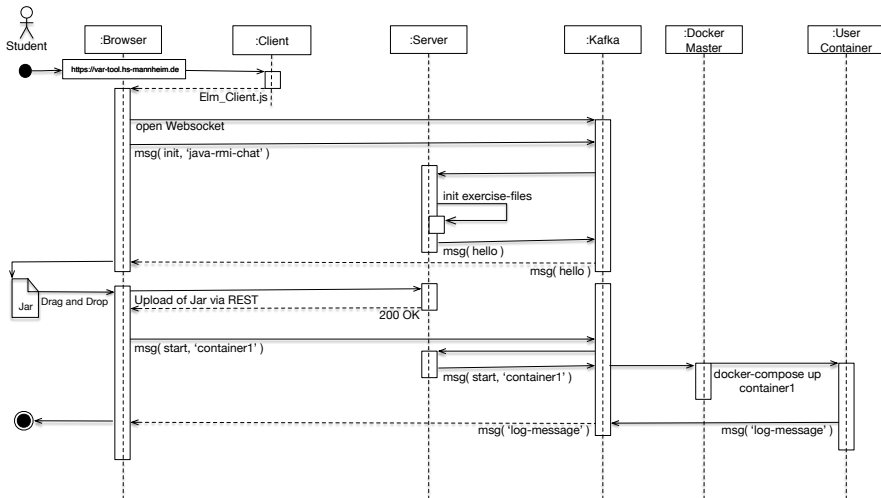 Student
:Browser
:Client
:Server
:Kafka
:Docker
Master
:User
Container
https://var-tool.hs-mannheim.de
Elm_Client.js
open Websocket
msg( init, ‘java-rmi-chat’ )
init exercise-files
msg( hello )
msg( hello )
Jar
Drag and Drop
Upload of Jar via REST
200 OK
msg( start, ‘container1’ )
msg( start, ‘container1’ )
docker-compose up
container1
msg( ‘log-message’ )
msg( ‘log-message’ )